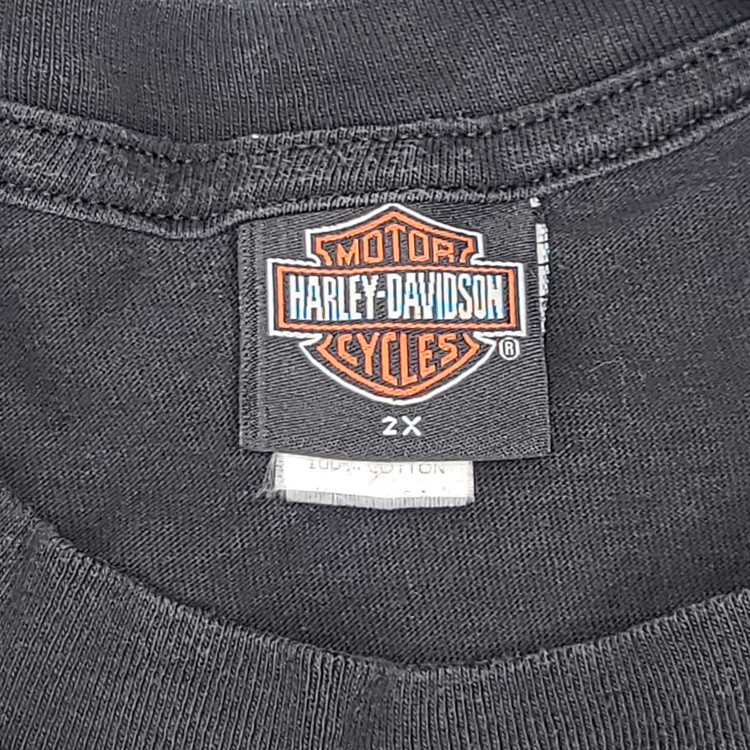 MOTOR
HARLEY-DAVIDSON
CYCLES
®
2X
100% COTTON